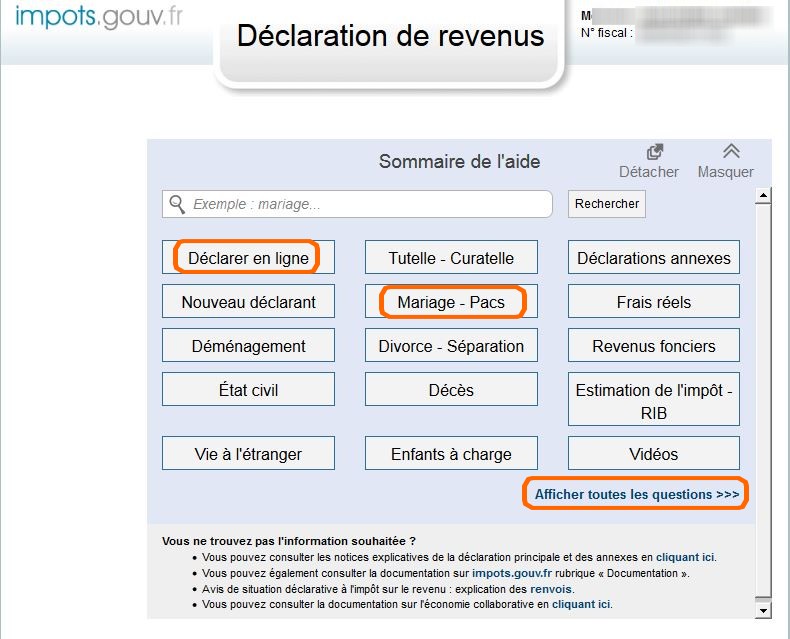 impots.gouv.fr
Déclaration de revenus
N° fiscal :
Sommaire de l'aide
Détacher
Masquer
Exemple : mariage...
Rechercher
Déclarer en ligne
Tutelle - Curatelle
Déclarations annexes
Nouveau déclarant
Mariage - Pacs
Frais réels
Déménagement
Divorce - Séparation
Revenus fonciers
État civil
Décès
Estimation de l'impôt -
RIB
Vie à l'étranger
Enfants à charge
Vidéos
Afficher toutes les questions >>>
Vous ne trouvez pas l'information souhaitée ?
• Vous pouvez consulter les notices explicatives de la déclaration principale et des annexes en cliquant ici.
• Vous pouvez également consulter la documentation sur impots.gouv.fr rubrique « Documentation ».
• Avis de situation déclarative à l'impôt sur le revenu : explication des renvois.
• Vous pouvez consulter la documentation sur l'économie collaborative en cliquant ici.